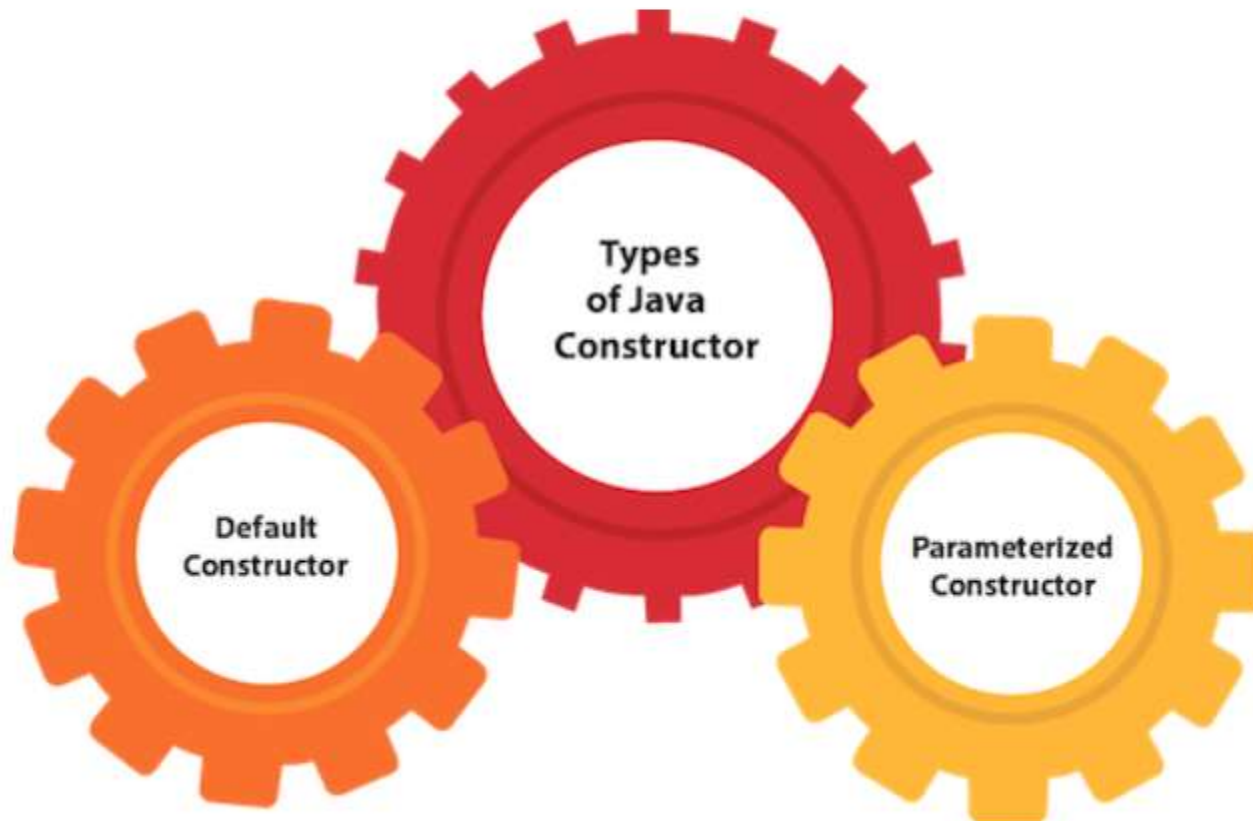 Types
of Java
Constructor
Default
Constructor
Parameterized
Constructor